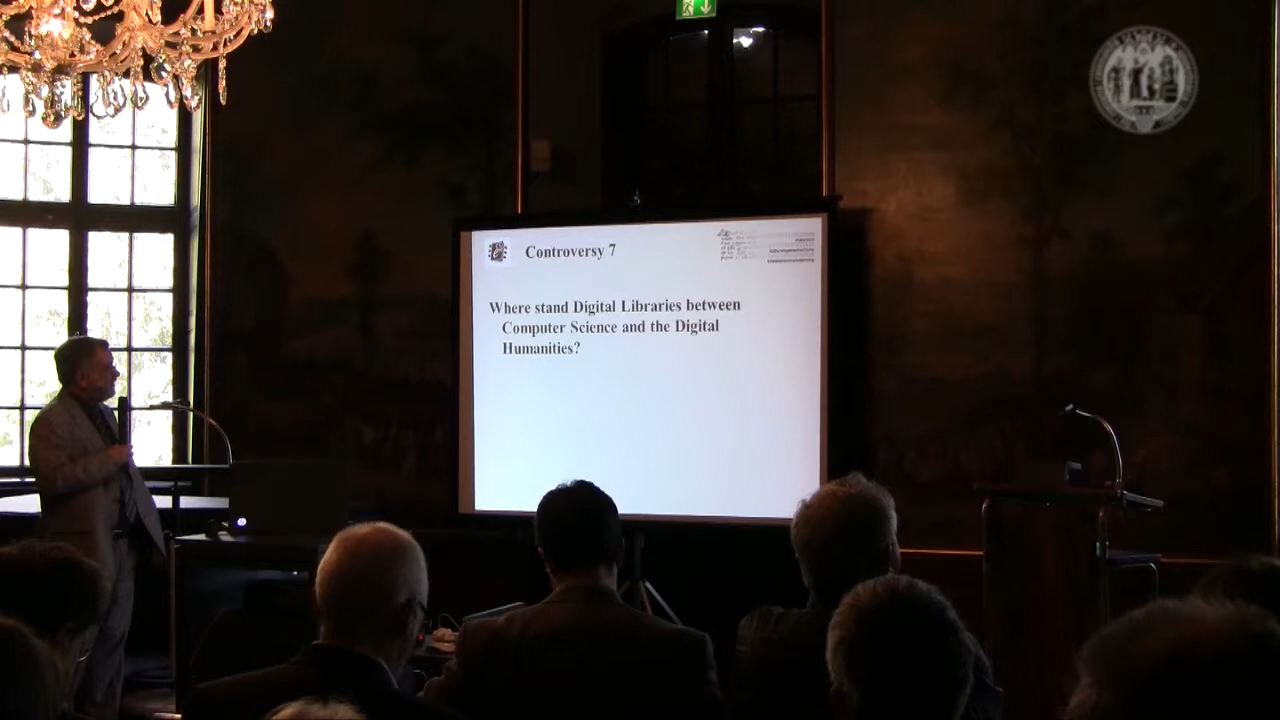 Controversy 7
Where stand Digital Libraries between
Computer Science and the Digital
Humanities?